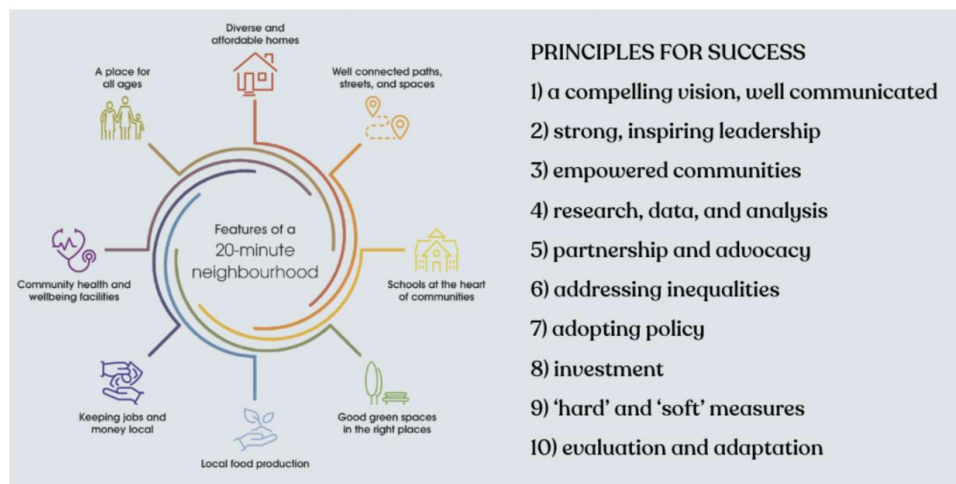 Diverse and
affordable homes
A place for
all ages
Well connected paths,
streets, and spaces
Features of a
20-minute
neighbourhood
Community health and
wellbeing facilities
Schools at the heart
of communities
Keeping jobs and
money local
Good green spaces
in the right places
Local food production
PRINCIPLES FOR SUCCESS
1) a compelling vision, well communicated
2) strong, inspiring leadership
3) empowered communities
4) research, data, and analysis
5) partnership and advocacy
6) addressing inequalities
7) adopting policy
8) investment
9) ‘hard’ and ‘soft’ measures
10) evaluation and adaptation